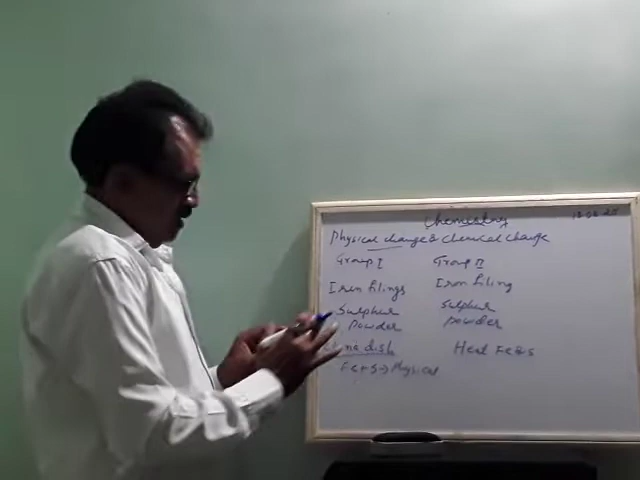 Chemistry
Physical change & Chemical change
Group I Group II
Iron filings Iron filing
Sulphur Sulphur
Powder powder
China dish Heat Fe & S
Fe + S → Physical